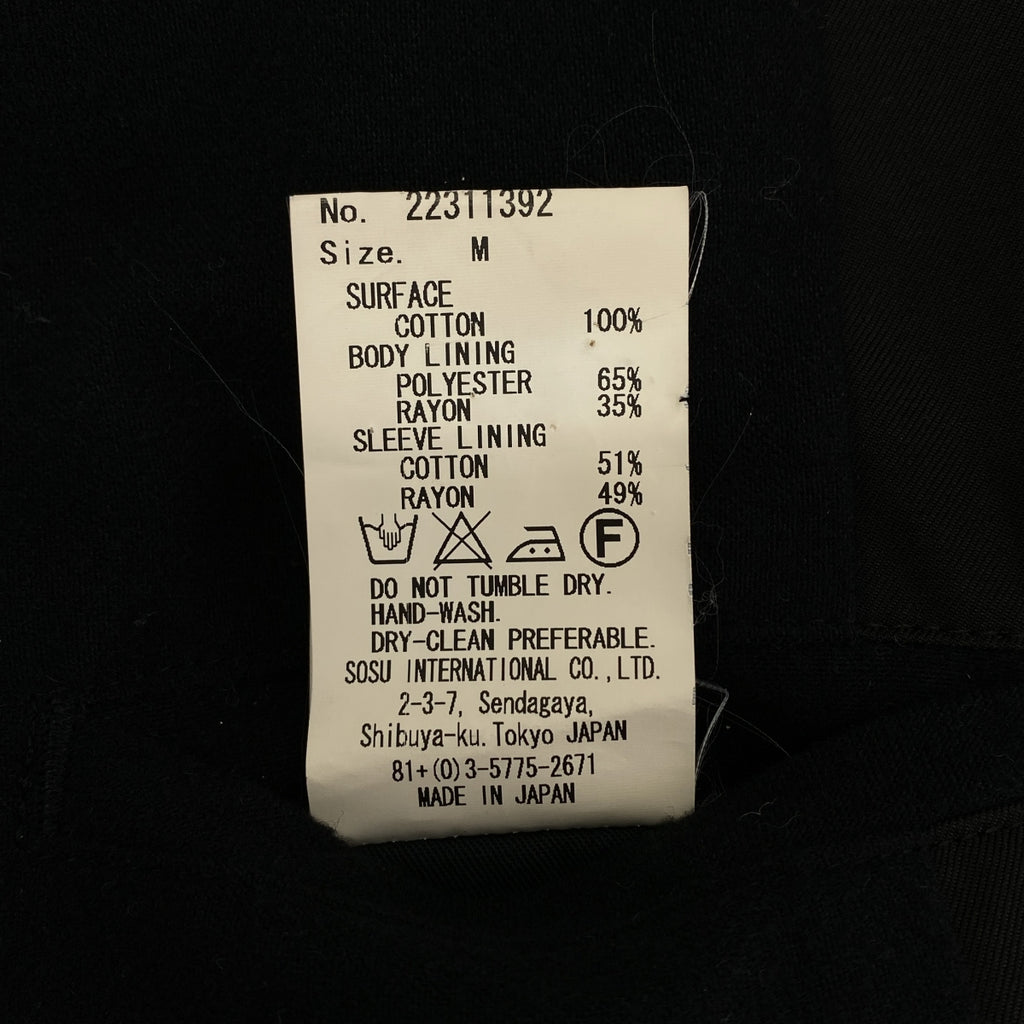 No. 22311392
Size. M
SURFACE
COTTON 100%
BODY LINING
POLYESTER 65%
RAYON 35%
SLEEVE LINING
COTTON 51%
RAYON 49%
F
DO NOT TUMBLE DRY.
HAND-WASH.
DRY-CLEAN PREFERABLE.
SOSU INTERNATIONAL CO.,LTD.
2-3-7, Sendagaya,
Shibuya-ku. Tokyo JAPAN
81+(0)3-5775-2671
MADE IN JAPAN